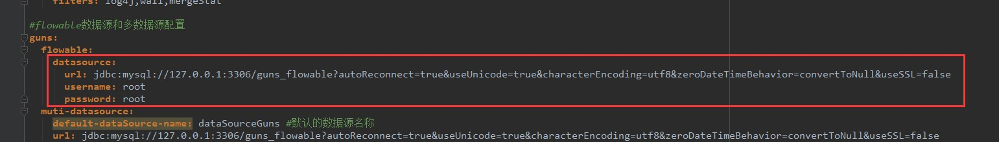 filters: log4j,wall,mergeStat
#flowable数据源和多数据源配置
guns:
flowable:
datasource:
url: jdbc:mysql://127.0.0.1:3306/guns_flowable?autoReconnect=true&useUnicode=true&characterEncoding=utf8&zeroDateTimeBehavior=convertToNull&useSSL=false
username: root
password: root
muti-datasource:
default-dataSource-name: dataSourceGuns #默认的数据源名称
url: jdbc:mysql://127.0.0.1:3306/guns_flowable?autoReconnect=true&useUnicode=true&characterEncoding=utf8&zeroDateTimeBehavior=convertToNull&useSSL=false